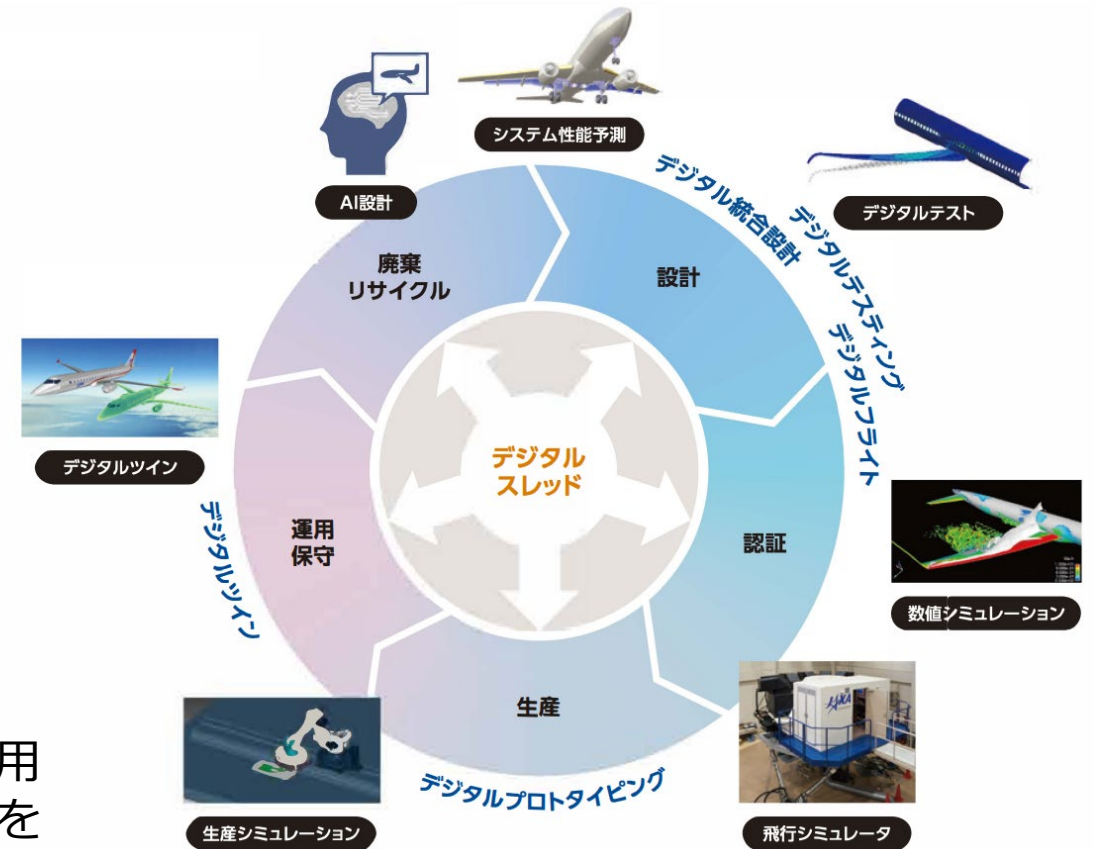 システム性能予測
AI設計
デジタルテスト
デジタル統合設計
デジタルテスティング
デジタルフライト
廃棄
リサイクル
設計
デジタルツイン
デジタル
スレッド
運用
保守
認証
デジタルツイン
数値シミュレーション
生産
JAXA
デジタルプロトタイピング
用
を
生産シミュレーション
飛行シミュレータ